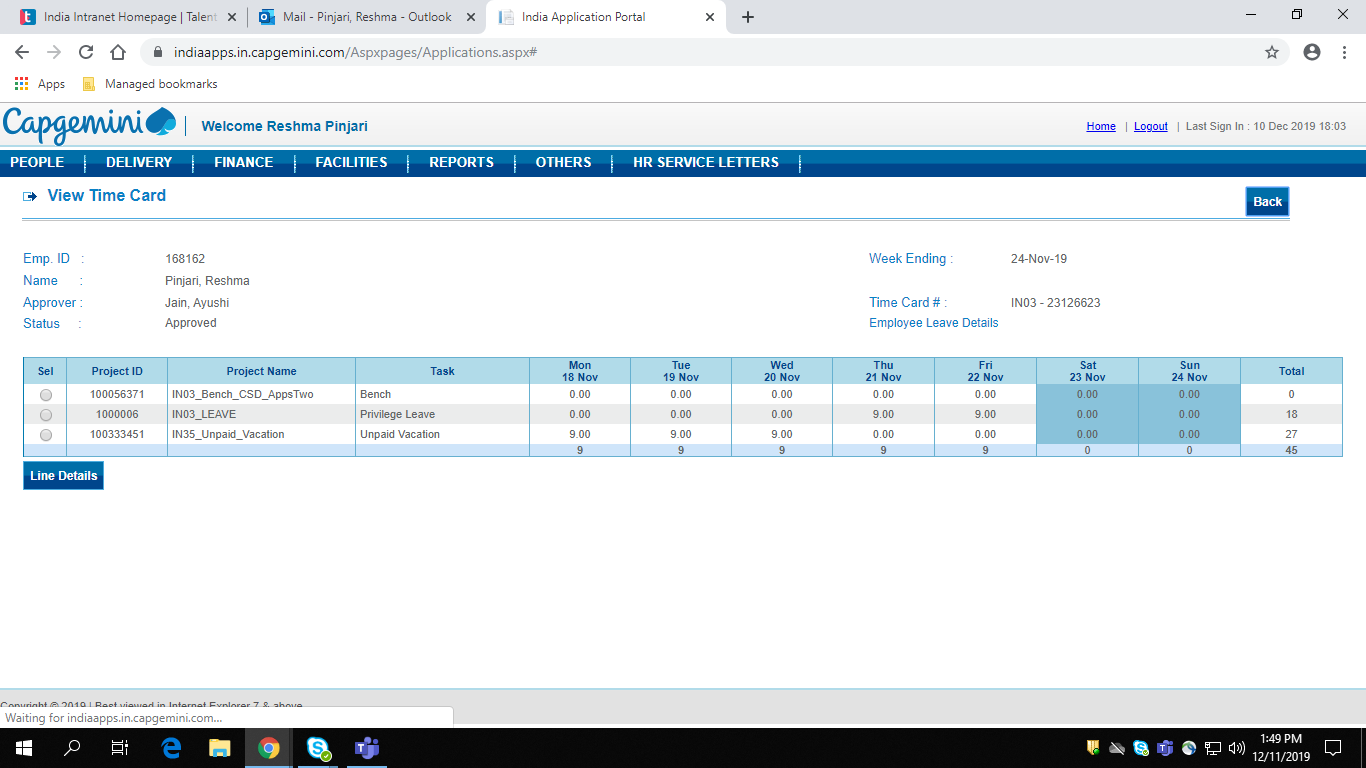 India Intranet Homepage | Talent
Mail - Pinjari, Reshma - Outlook
India Application Portal
indiaapps.in.capgemini.com/Aspxpages/Applications.aspx#
Apps Managed bookmarks
Capgemini Welcome Reshma Pinjari Home | Logout | Last Sign In : 10 Dec 2019 18:03
PEOPLE DELIVERY FINANCE FACILITIES REPORTS OTHERS HR SERVICE LETTERS
View Time Card
Back
Emp. ID : 168162 Week Ending : 24-Nov-19
Name : Pinjari, Reshma
Approver : Jain, Ayushi Time Card # : IN03 - 23126623
Status : Approved Employee Leave Details
Sel Project ID Project Name Task Mon 18 Nov Tue 19 Nov Wed 20 Nov Thu 21 Nov Fri 22 Nov Sat 23 Nov Sun 24 Nov Total
100056371 IN03_Bench_CSD_AppsTwo Bench 0.00 0.00 0.00 0.00 0.00 0.00 0.00 0
1000006 IN03_LEAVE Privilege Leave 0.00 0.00 0.00 9.00 9.00 0.00 0.00 18
100333451 IN35_Unpaid_Vacation Unpaid Vacation 9.00 9.00 9.00 0.00 0.00 0.00 0.00 27
9 9 9 9 9 0 0 45
Line Details
Copyright © 2019 | Best viewed in Internet Explorer 7 & above
Waiting for indiaapps.in.capgemini.com...
1:49 PM
12/11/2019